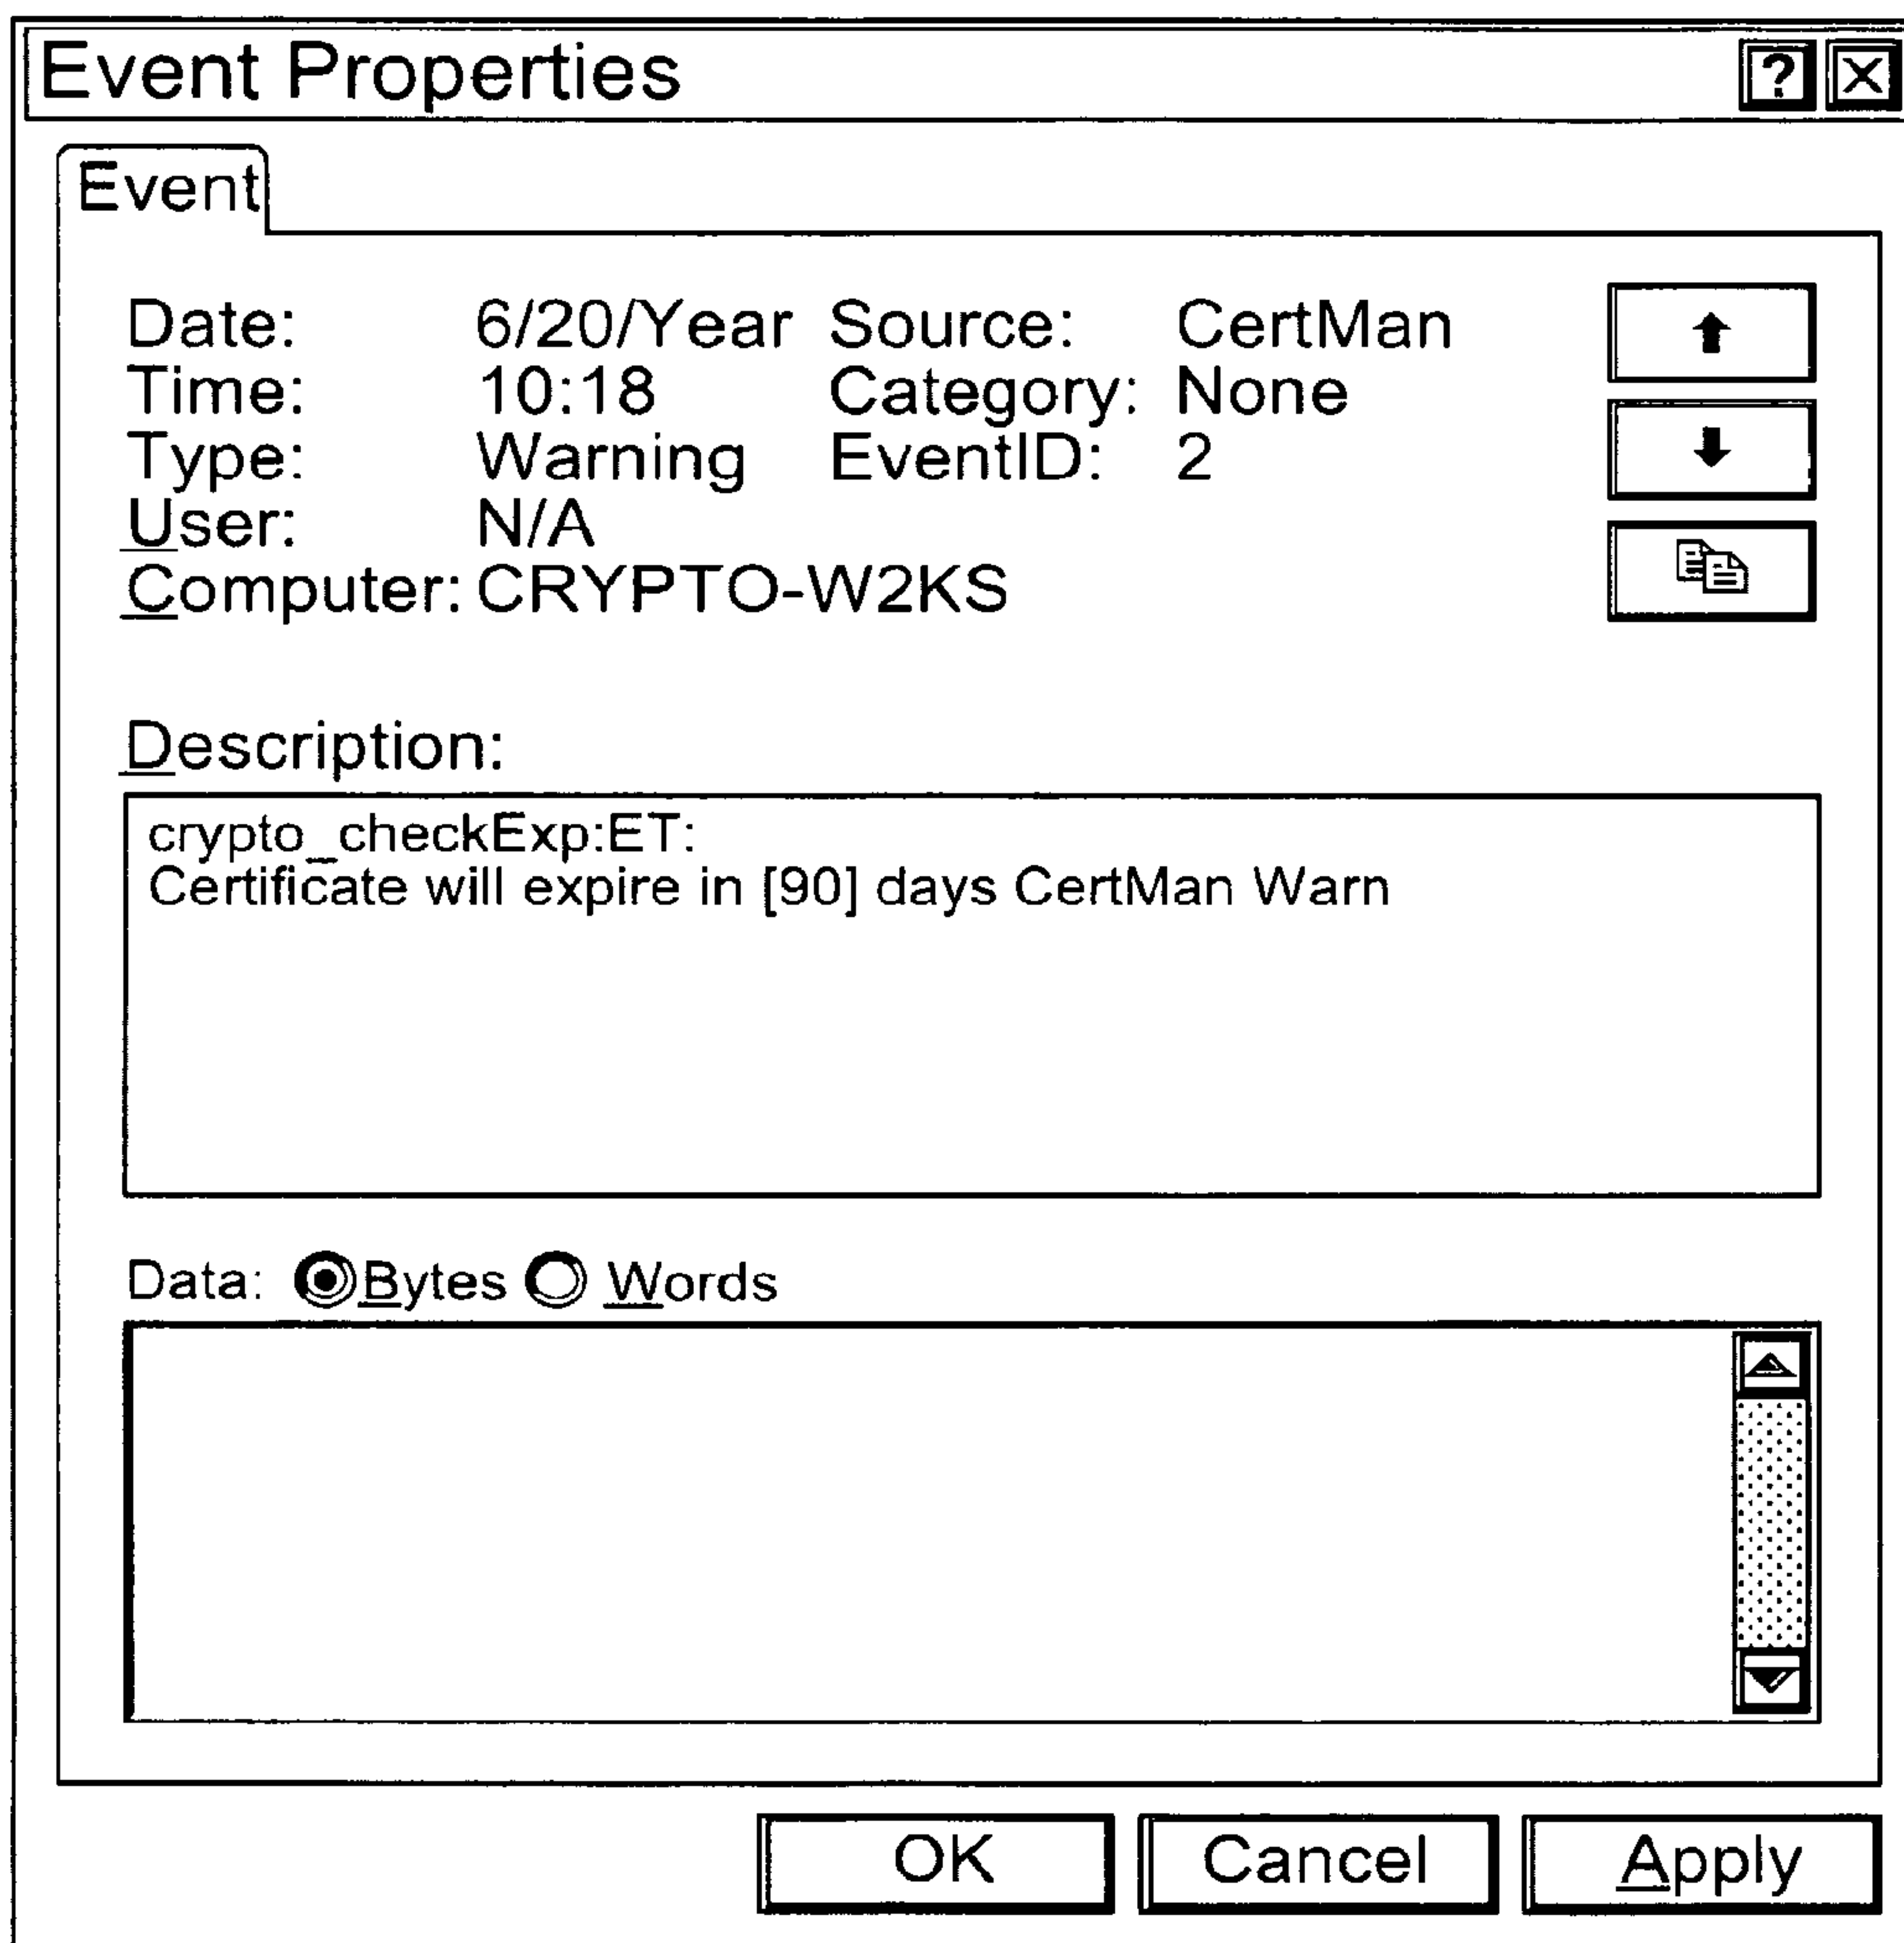 Event Properties ? X
Event
Date: 6/20/Year Source: CertMan
Time: 10:18 Category: None
Type: Warning EventID: 2
User: N/A
Computer: CRYPTO-W2KS
Description:
crypto_checkExp:ET:
Certificate will expire in [90] days CertMan Warn
Data: Bytes Words
OK Cancel Apply